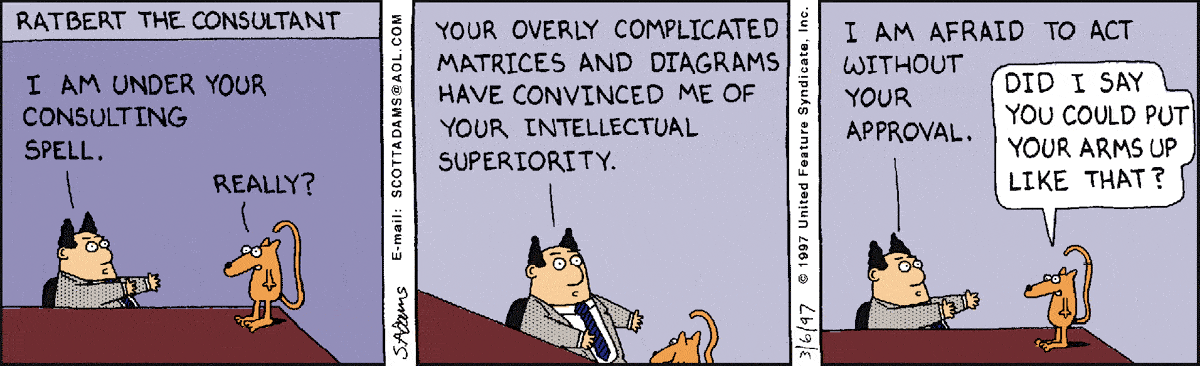 RATBERT THE CONSULTANT
I AM UNDER YOUR
CONSULTING
SPELL.
REALLY?
E-mail: SCOTTADAMS@AOL.COM
S.Adams
YOUR OVERLY COMPLICATED
MATRICES AND DIAGRAMS
HAVE CONVINCED ME OF
YOUR INTELLECTUAL
SUPERIORITY.
© 1997 United Feature Syndicate, Inc.
3/6/97
I AM AFRAID TO ACT
WITHOUT
YOUR
APPROVAL.
DID I SAY
YOU COULD PUT
YOUR ARMS UP
LIKE THAT?